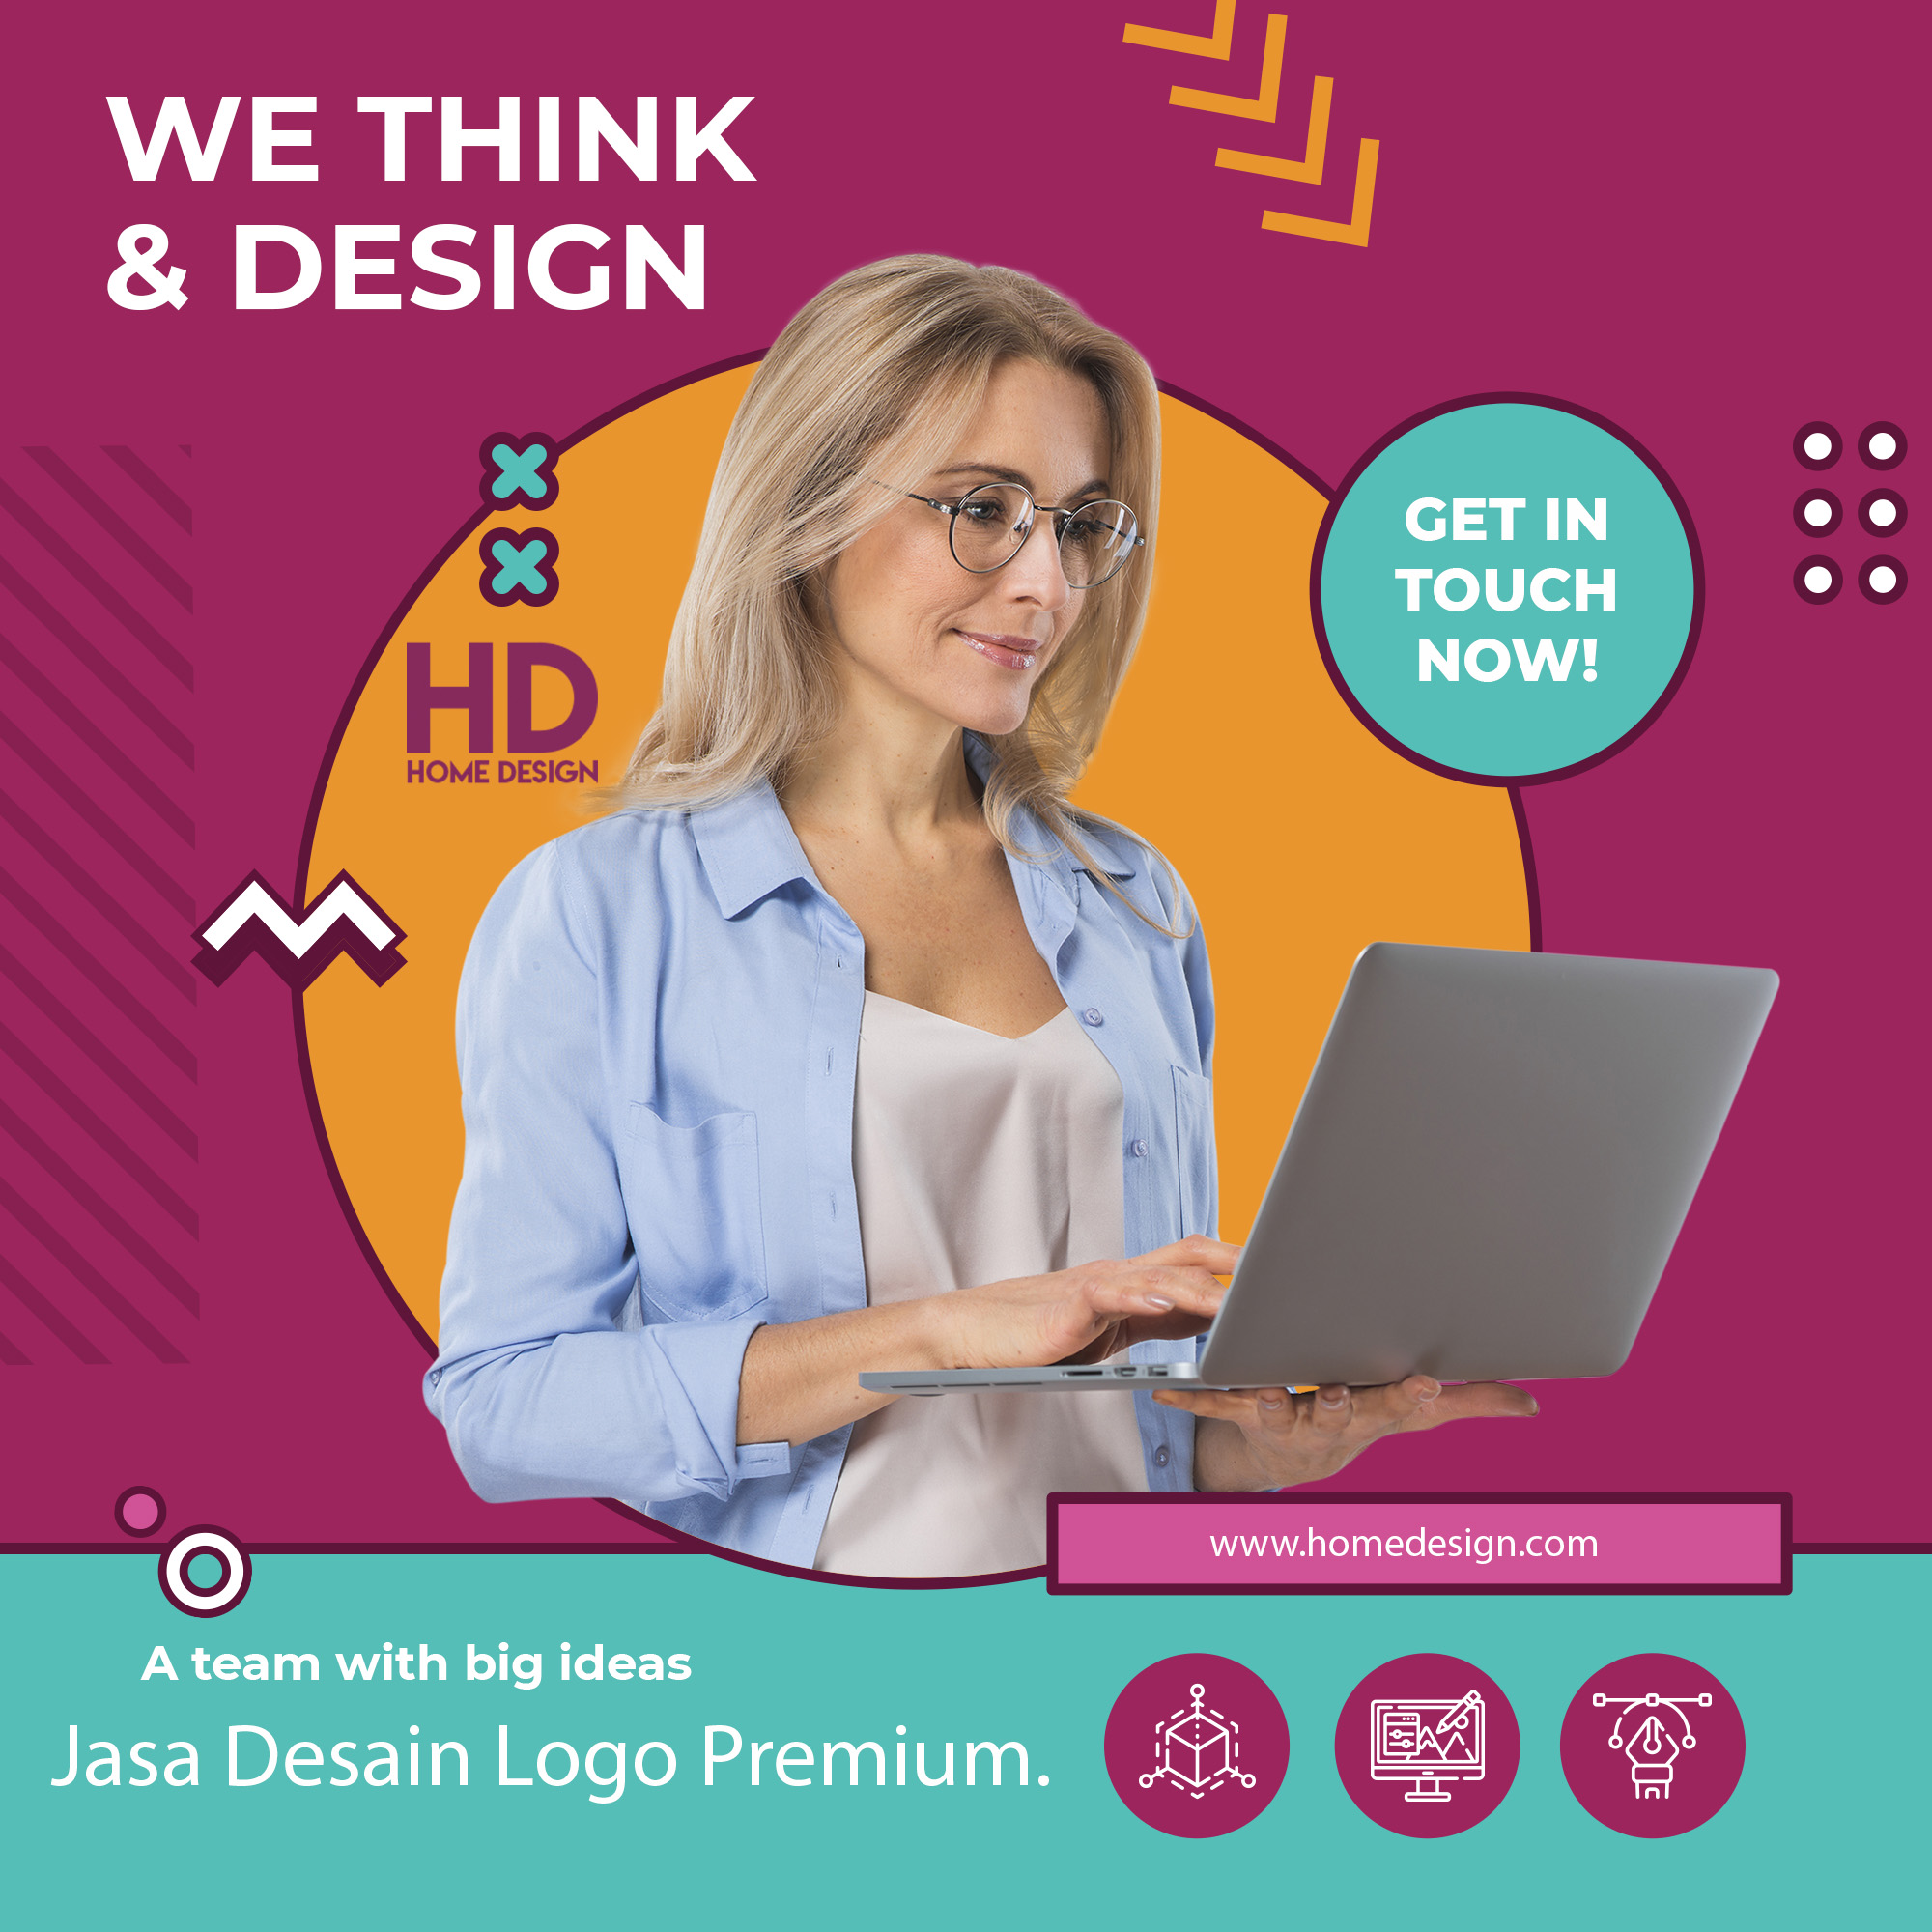 WE THINK
& DESIGN
GET IN
TOUCH
NOW!
HD
HOME DESIGN
www.homedesign.com
A team with big ideas
Jasa Desain Logo Premium.